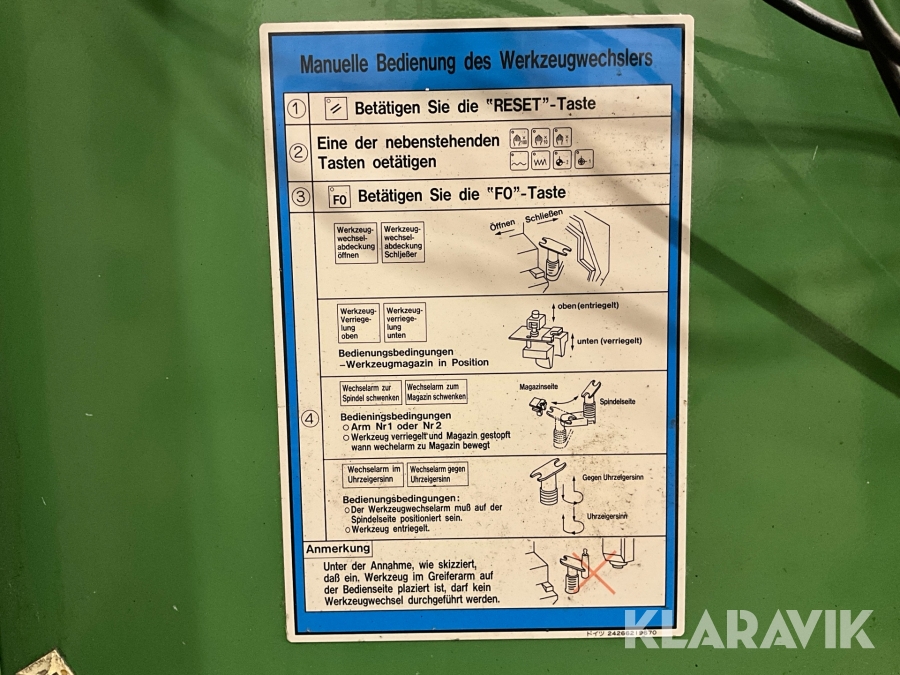 Manuelle Bedienung des Werkzeugwechslers
① Betätigen Sie die "RESET"-Taste
② Eine der nebenstehenden
Tasten oetätigen
③ F0 Betätigen Sie die "F0"-Taste
④
Werkzeug-
wechsel-
abdeckung
öffnen
Werkzeug-
wechsel-
abdeckung
Schljeßer
Öffnen
Schließen
Werkzeug-
Verriege-
lung
oben
Werkzeug-
verriege-
lung
unten
Bedienungsbedingungen
-Werkzeugmagazin in Position
oben (entriegelt)
unten (verriegelt)
Wechselarm zur
Spindel schwenken
Wechselarm zum
Magazin schwenken
Bedieningsbedingungen
○ Arm Nr1 oder Nr2
○ Werkzeug verriegelt und Magazin gestopft
wann wechelarm zu Magazin bewegt
Magazinseite
Spindelseite
Wechselarm im
Uhrzeigersinn
Wechselarm gegen
Uhrzeigersinn
Bedienungsbedingungen:
○ Der Werkzeugwechselarm muß auf der
Spindelseite positioniert sein.
○ Werkzeug entriegelt.
Gegen Uhrzeigersinn
Uhrzeigersinn
Anmerkung
Unter der Annahme, wie skizziert,
daß ein. Werkzeug im Greiferarm auf
der Bedienseite plaziert ist, darf kein
Werkzeugwechsel durchgeführt werden.
ドイツ 24266219570
KLARAVIK